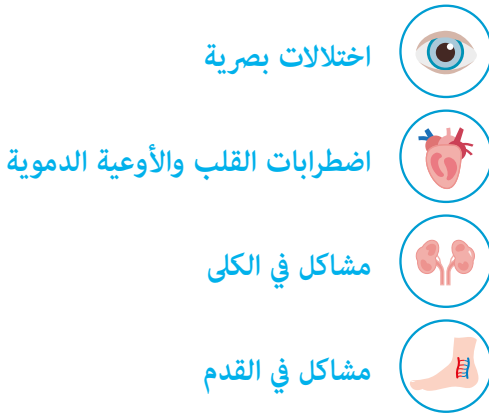 اختلالات بصرية
اضطرابات القلب والأوعية الدموية
مشاكل في الكلى
مشاكل في القدم